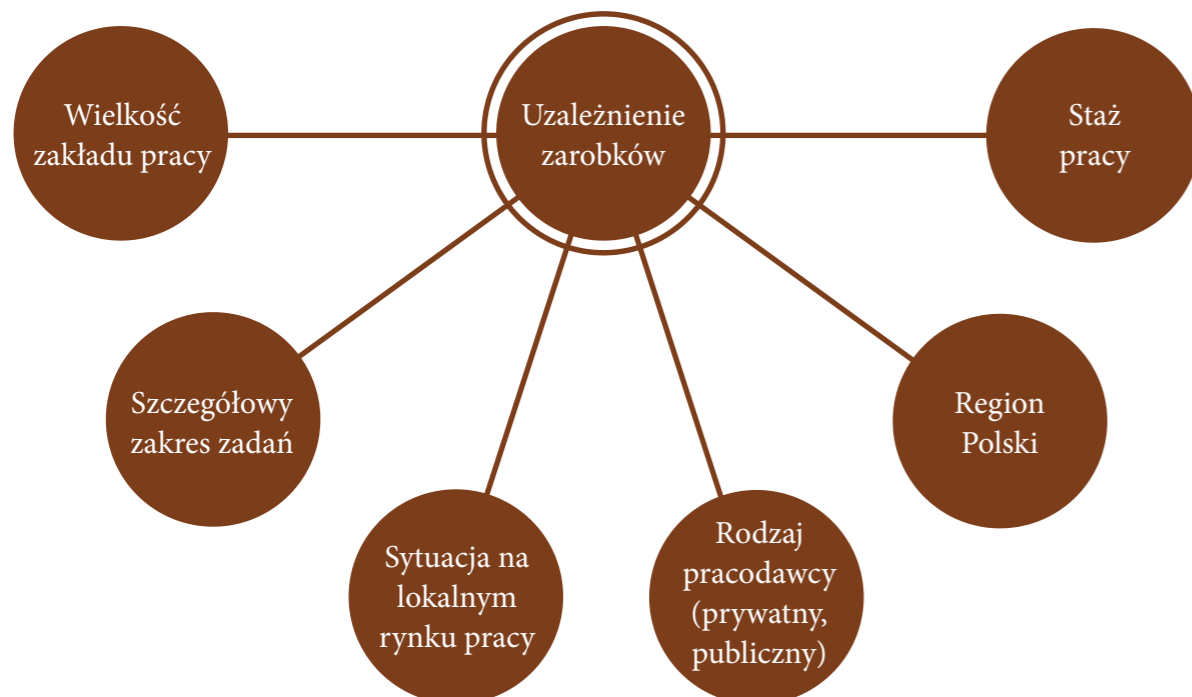 Wielkość
zakładu pracy
Uzależnienie
zarobków
Staż
pracy
Szczegółowy
zakres zadań
Region
Polski
Sytuacja na
lokalnym
rynku pracy
Rodzaj
pracodawcy
(prywatny,
publiczny)